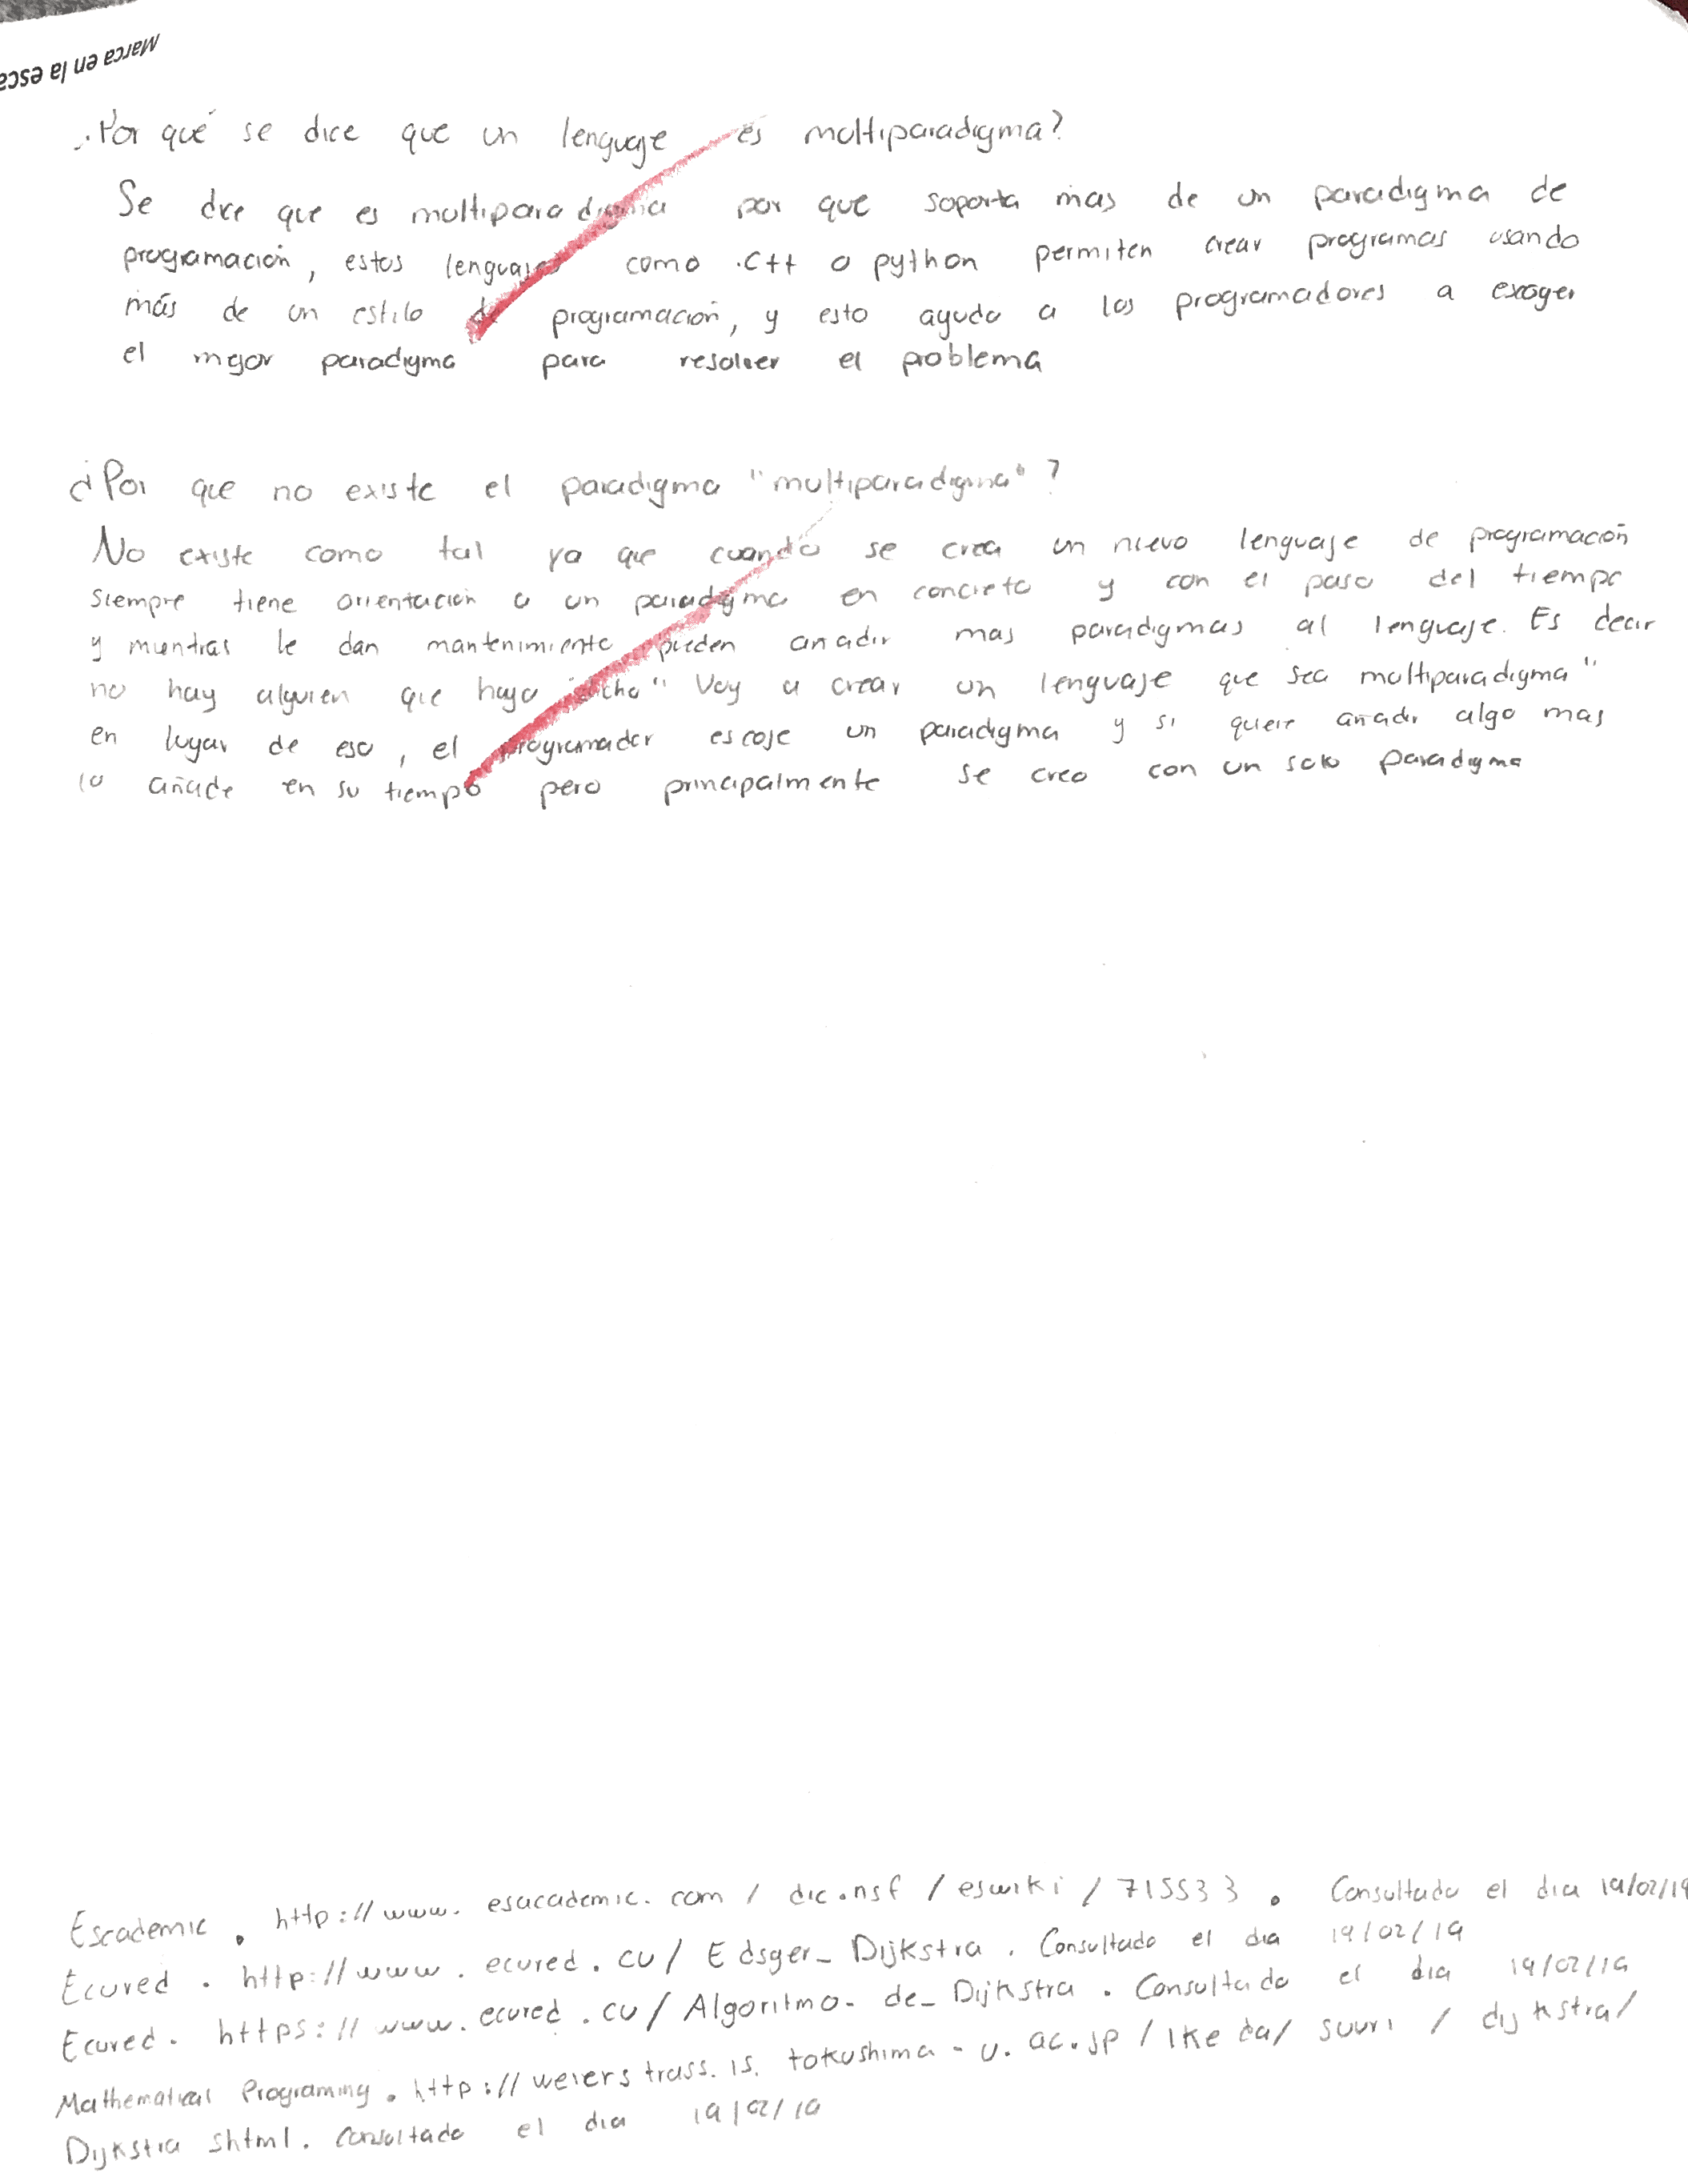 Marca en la esca
¿Por qué se dice que un lenguaje es multiparadigma?
Se dice que es multiparadigma por que soporta mas de un paradigma de
programación, estos lenguajes como C++ o python permiten crear programas usando
más de un estilo de programación, y esto ayuda a los programadores a exoger
el mejor paradigma para resolver el problema
¿Por que no existe el paradigma "multiparadigma"?
No existe como tal ya que cuando se crea un nuevo lenguaje de programación
siempre tiene orientación a un paradigma en concreto y con el paso del tiempo
y mientras le dan mantenimiento pueden anadir mas paradigmas al lenguaje. Es decir
no hay alguien que haya dicho "Voy a crear un lenguaje que sea multiparadigma"
en lugar de eso, el programador escoje un paradigma y si quiere añadir algo mas
lo añade en su tiempo pero principalmente se creo con un solo paradigma
Escademic. http://www.esacademic.com/dic.nsf/eswiki/715533. Consultado el dia 19/02/19
Ecured. http://www.ecured.cu/Edsger_Dijkstra. Consultado el dia 19/02/19
Ecured. https://www.ecured.cu/Algoritmo_de_Dijkstra. Consultado el dia 19/02/19
Mathematical Programing. http://weierstrass.is.tokushima-u.ac.jp/ikeda/suuri/dijkstra/
Dijkstra shtml. Consultado el dia 19/02/19